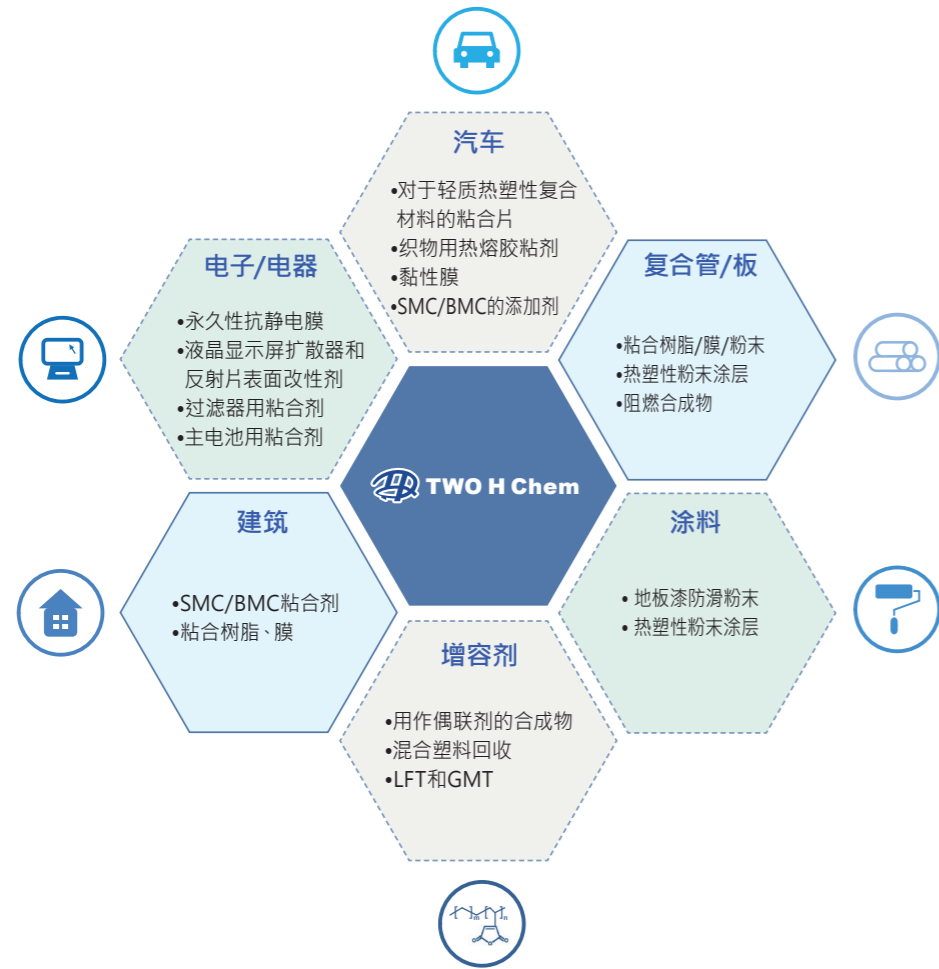 汽车
•对于轻质热塑性复合
材料的粘合片
•织物用热熔胶粘剂
•黏性膜
•SMC/BMC的添加剂
电子/电器
•永久性抗静电膜
•液晶显示屏扩散器和
反射片表面改性剂
•过滤器用粘合剂
•主电池用粘合剂
复合管/板
•粘合树脂/膜/粉末
•热塑性粉末涂层
•阻燃合成物
TWO H Chem
建筑
•SMC/BMC粘合剂
•粘合树脂、膜
涂料
• 地板漆防滑粉末
• 热塑性粉末涂层
增容剂
•用作偶联剂的合成物
•混合塑料回收
•LFT和GMT